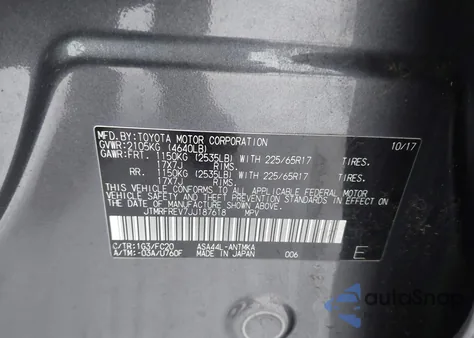 MFD. BY: TOYOTA MOTOR CORPORATION 10/17
GVWR: 2105KG (4640LB)
GAWR: FRT. 1150KG (2535LB) WITH 225/65R17 TIRES.
17X7J RIMS.
RR. 1150KG (2535LB) WITH 225/65R17 TIRES.
17X7J RIMS.
THIS VEHICLE CONFORMS TO ALL APPLICABLE FEDERAL MOTOR
VEHICLE SAFETY AND BUMPER STANDARDS IN EFFECT ON
THE DATE OF MANUFACTURE SHOWN ABOVE.
JTMRFREV7JJ187618 MPV
C/TR: 1G3/FC20 ASA44L-ANTMKA
A/TM: -03A/U760F MADE IN JAPAN 006 E
AutoSnap